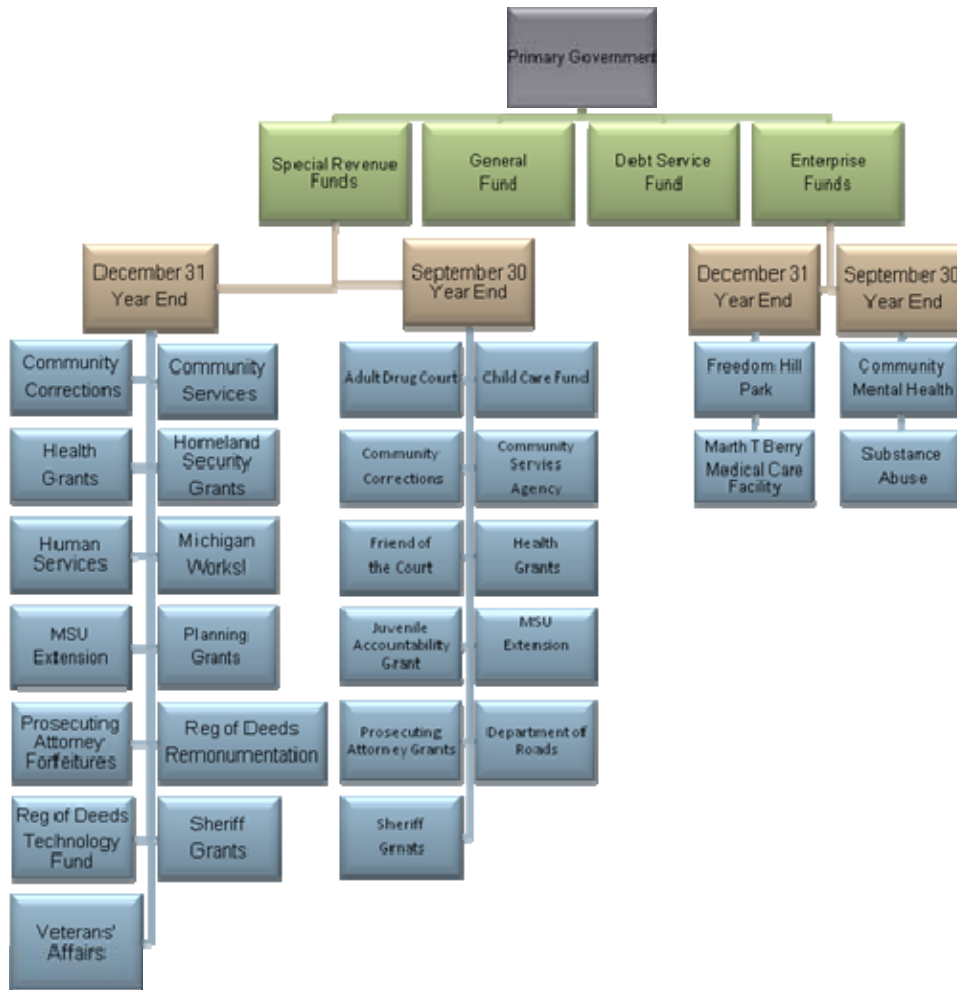 Primary Government
Special Revenue
Funds
General
Fund
Debt Service
Fund
Enterprise
Funds
December 31
Year End
September 30
Year End
December 31
Year End
September 30
Year End
Community
Corrections
Community
Services
Health
Grants
Homeland
Security
Grants
Human
Services
Michigan
Works!
MSU
Extension
Planning
Grants
Prosecuting
Attorney
Forfeitures
Reg of Deeds
Remonumentation
Reg of Deeds
Technology
Fund
Sheriff
Grants
Veterans'
Affairs
Adult Drug Court
Child Care Fund
Community
Corrections
Community
Servies
Agency
Friend of
the Court
Health
Grants
Juvenile
Accountability
Grant
MSU
Extension
Prosecuting
Attorney Grants
Department of
Roads
Sheriff
Grnats
Freedom Hill
Park
Marth T Berry
Medical Care
Facility
Community
Mental Health
Substance
Abuse